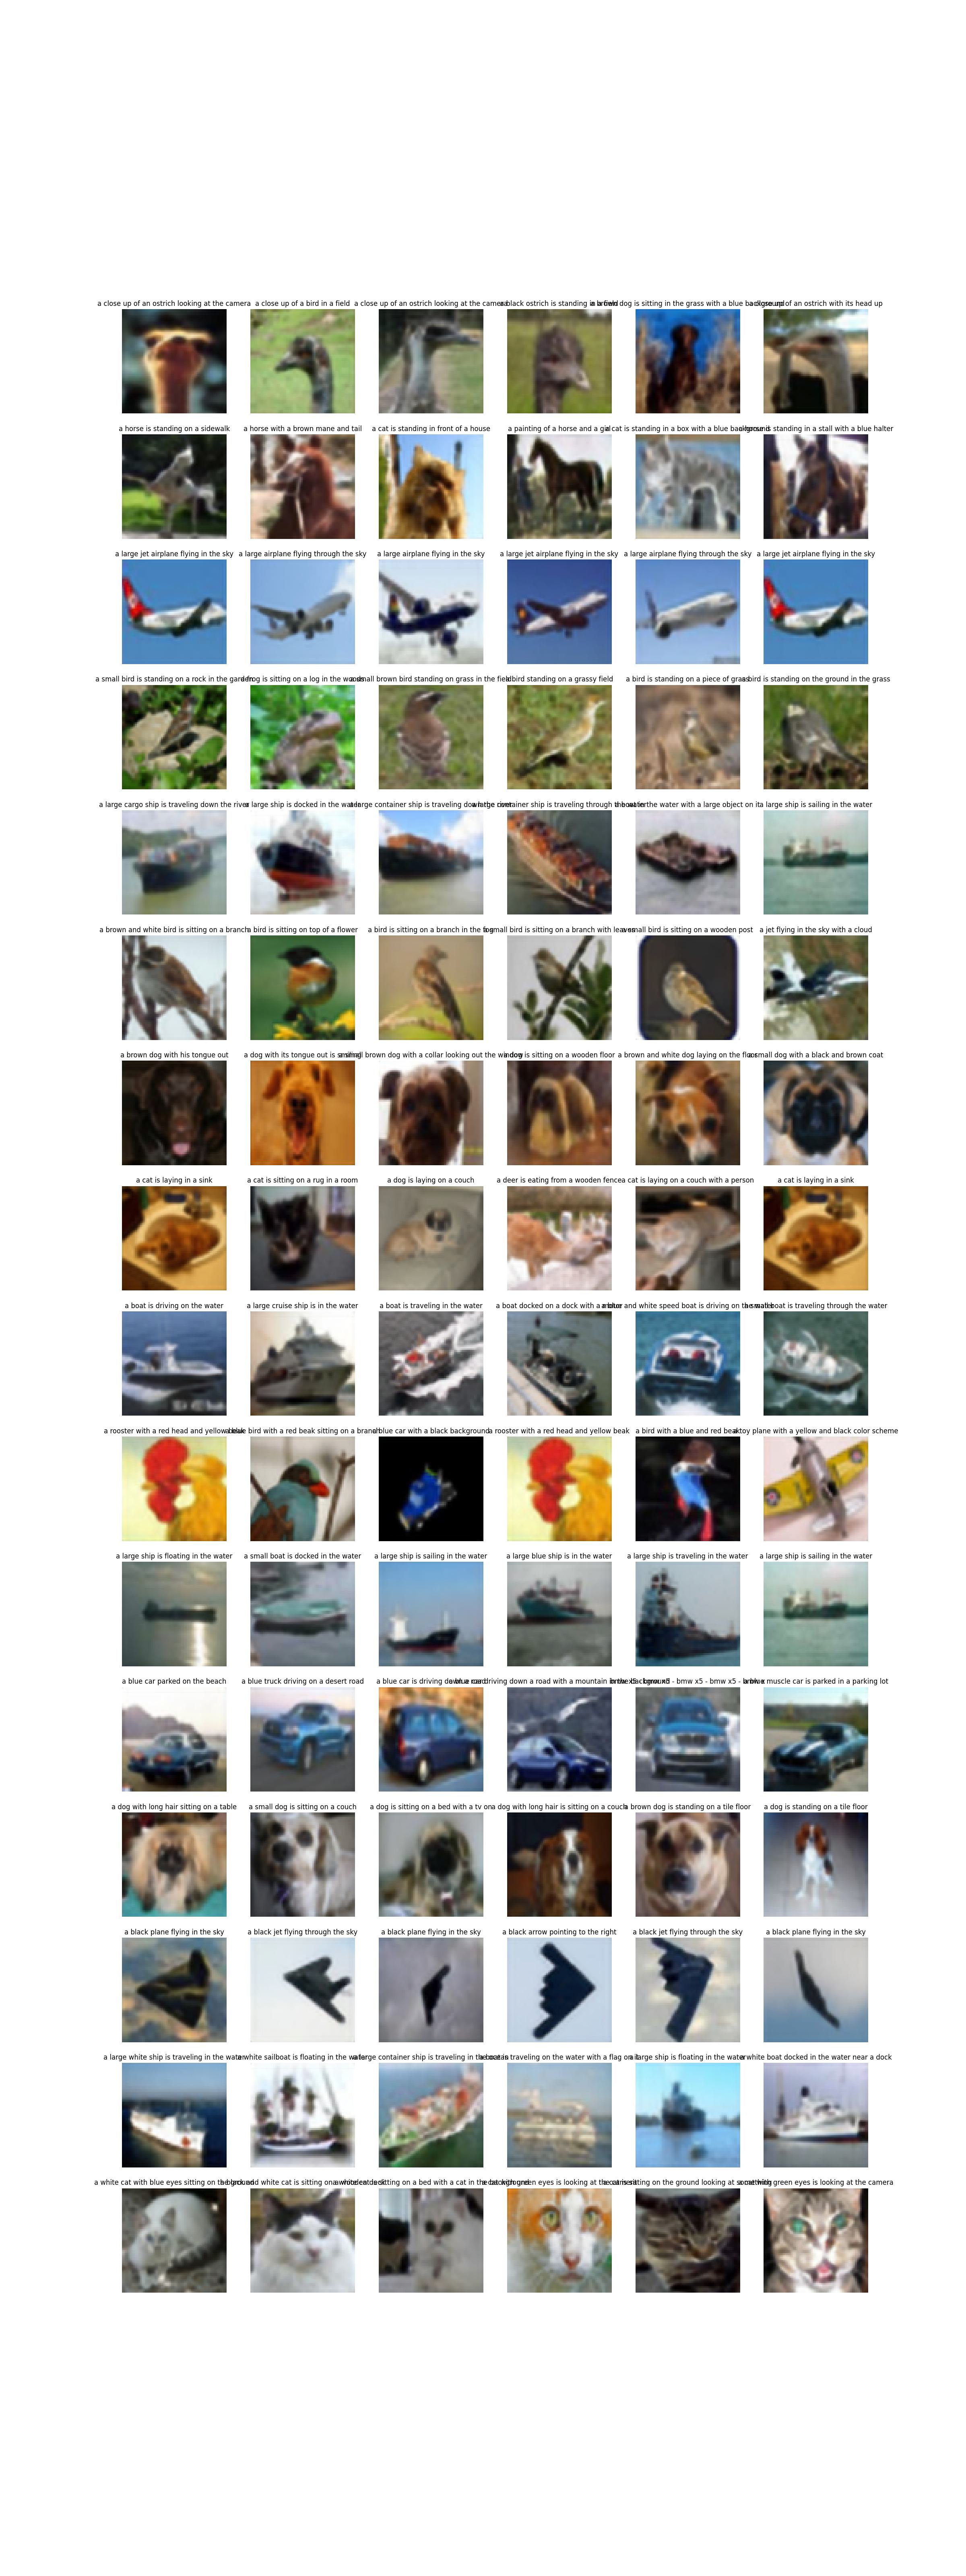 a close up of an ostrich looking at the camera
a close up of a bird in a field
a close up of an ostrich looking at the camera
a black ostrich is standing in a field
a brown dog is sitting in the grass with a blue background
a close up of an ostrich with its head up
a horse is standing on a sidewalk
a horse with a brown mane and tail
a cat is standing in front of a house
a painting of a horse and a girl
a cat is standing in a box with a blue background
a horse is standing in a stall with a blue halter
a large jet airplane flying in the sky
a large airplane flying through the sky
a large airplane flying in the sky
a large jet airplane flying in the sky
a large airplane flying through the sky
a large jet airplane flying in the sky
a small bird is standing on a rock in the garden
a frog is sitting on a log in the woods
a small brown bird standing on grass in the field
a bird standing on a grassy field
a bird is standing on a piece of grass
a bird is standing on the ground in the grass
a large cargo ship is traveling down the river
a large ship is docked in the water
a large container ship is traveling down the river
a large container ship is traveling through the water
a boat in the water with a large object on it
a large ship is sailing in the water
a brown and white bird is sitting on a branch
a bird is sitting on top of a flower
a bird is sitting on a branch in the fog
a small bird is sitting on a branch with leaves
a small bird is sitting on a wooden post
a jet flying in the sky with a cloud
a brown dog with his tongue out
a dog with its tongue out is smiling
a small brown dog with a collar looking out the window
a dog is sitting on a wooden floor
a brown and white dog laying on the floor
a small dog with a black and brown coat
a cat is laying in a sink
a cat is sitting on a rug in a room
a dog is laying on a couch
a deer is eating from a wooden fence
a cat is laying on a couch with a person
a cat is laying in a sink
a boat is driving on the water
a large cruise ship is in the water
a boat is traveling in the water
a boat docked on a dock with a motor
a blue and white speed boat is driving on the water
a small boat is traveling through the water
a rooster with a red head and yellow beak
a blue bird with a red beak sitting on a branch
a blue car with a black background
a rooster with a red head and yellow beak
a bird with a blue and red beak
a toy plane with a yellow and black color scheme
a large ship is floating in the water
a small boat is docked in the water
a large ship is sailing in the water
a large blue ship is in the water
a large ship is traveling in the water
a large ship is sailing in the water
a blue car parked on the beach
a blue truck driving on a desert road
a blue car is driving down a road
a blue car driving down a road with a mountain in the background
bmw x5 - bmw x5 - bmw x5 - bmw x
a blue muscle car is parked in a parking lot
a dog with long hair sitting on a table
a small dog is sitting on a couch
a dog is sitting on a bed with a tv on
a dog with long hair is sitting on a couch
a brown dog is standing on a tile floor
a dog is standing on a tile floor
a black plane flying in the sky
a black jet flying through the sky
a black plane flying in the sky
a black arrow pointing to the right
a black jet flying through the sky
a black plane flying in the sky
a large white ship is traveling in the water
a white sailboat is floating in the water
a large container ship is traveling in the ocean
a boat is traveling on the water with a flag on it
a large ship is floating in the water
a white boat docked in the water near a dock
a white cat with blue eyes sitting on the ground
a black and white cat is sitting on a wooden deck
a white cat sitting on a bed with a cat in the background
a cat with green eyes is looking at the camera
a cat is sitting on the ground looking at something
a cat with green eyes is looking at the camera